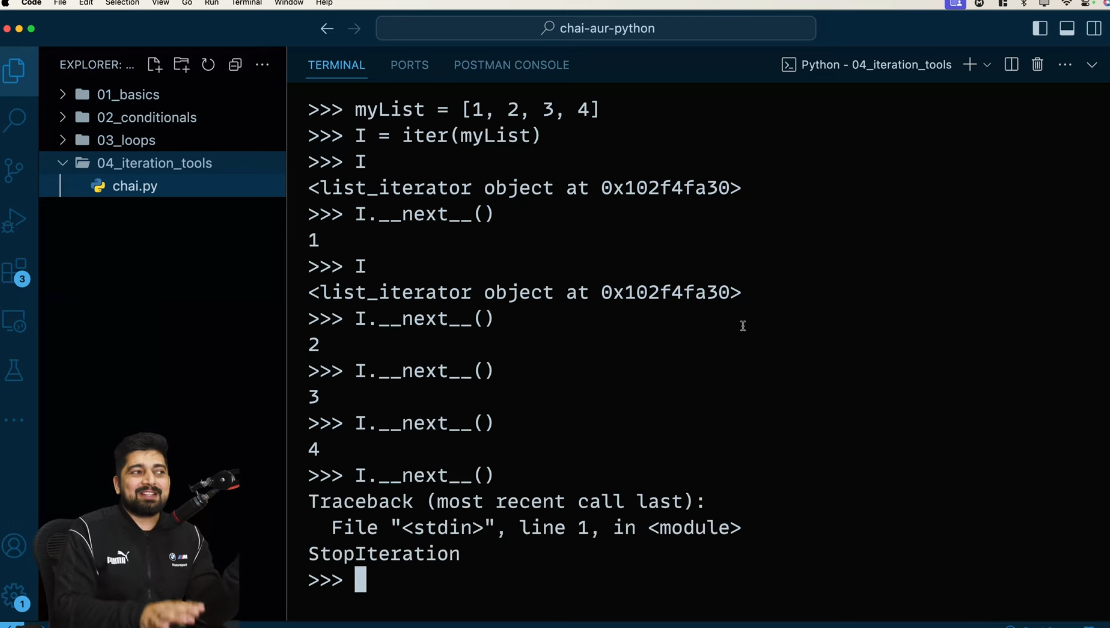 Code File Edit Selection View Go Run Terminal Window Help
chai-aur-python
EXPLORER: ...
TERMINAL PORTS POSTMAN CONSOLE Python - 04_iteration_tools
01_basics
02_conditionals
03_loops
04_iteration_tools
chai.py
3
1
>>> myList = [1, 2, 3, 4]
>>> I = iter(myList)
>>> I
<list_iterator object at 0x102f4fa30>
>>> I.__next__()
1
>>> I
<list_iterator object at 0x102f4fa30>
>>> I.__next__()
2
>>> I.__next__()
3
>>> I.__next__()
4
>>> I.__next__()
Traceback (most recent call last):
  File "<stdin>", line 1, in <module>
StopIteration
>>>
PUMA